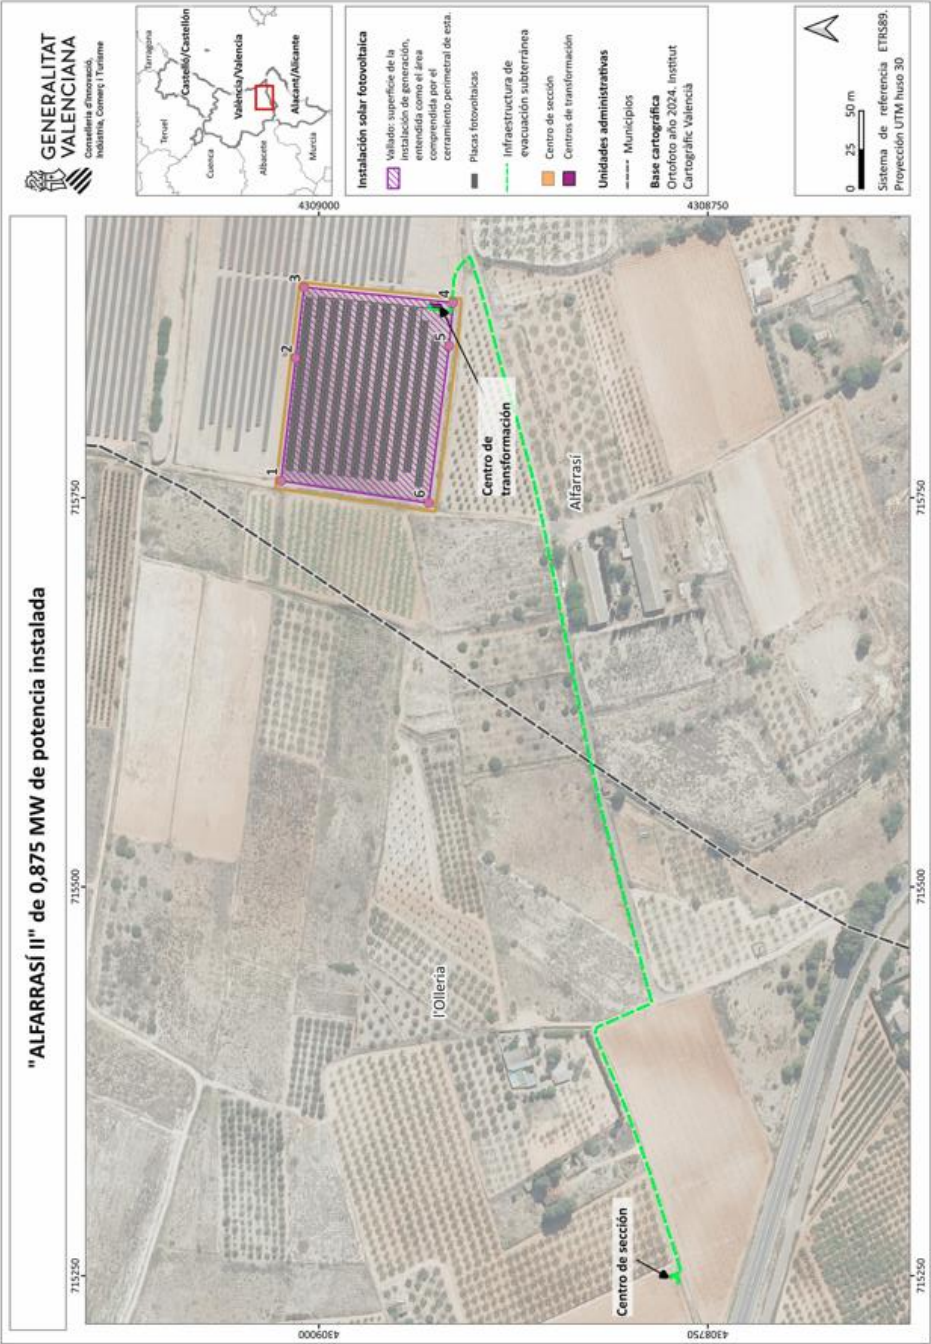 "ALFARRASÍ II" de 0,875 MW de potencia instalada
GENERALITAT
VALENCIANA
Conselleria d'Innovació,
Indústria, Comerç i Turisme
Tarragona
Teruel
Castelló/Castellón
Cuenca
València/Valencia
Albacete
Alacant/Alicante
Murcia
Instalación solar fotovoltaica
Vallado: superficie de la
instalación de generación,
entendida como el área
comprendida por el
cerramiento perimetral de esta.
Placas fotovoltaicas
Infraestructura de
evacuación subterránea
Centro de sección
Centros de transformación
Unidades administrativas
Municipios
Base cartográfica
Ortofoto año 2024. Institut
Cartogràfic Valencià
0 25 50 m
Sistema de referencia ETRS89.
Proyección UTM huso 30
715250
715500
715750
4309000
4308750
1
2
3
4
5
6
Centro de
transformación
Alfarrasí
l'Olleria
Centro de sección
715250
715500
715750
4309000
4308750